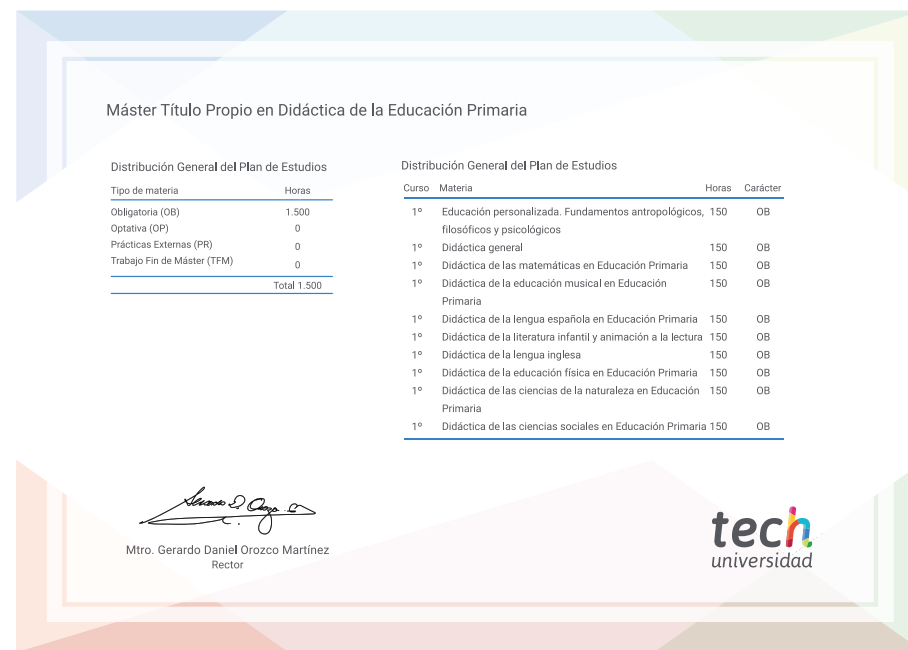 Máster Título Propio en Didáctica de la Educación Primaria
Distribución General del Plan de Estudios
Tipo de materia Horas
Obligatoria (OB) 1.500
Optativa (OP) 0
Prácticas Externas (PR) 0
Trabajo Fin de Máster (TFM) 0
Total 1.500
Distribución General del Plan de Estudios
Curso Materia Horas Carácter
1º Educación personalizada. Fundamentos antropológicos, 150 OB
filosóficos y psicológicos
1º Didáctica general 150 OB
1º Didáctica de las matemáticas en Educación Primaria 150 OB
1º Didáctica de la educación musical en Educación 150 OB
Primaria
1º Didáctica de la lengua española en Educación Primaria 150 OB
1º Didáctica de la literatura infantil y animación a la lectura 150 OB
1º Didáctica de la lengua inglesa 150 OB
1º Didáctica de la educación física en Educación Primaria 150 OB
1º Didáctica de las ciencias de la naturaleza en Educación 150 OB
Primaria
1º Didáctica de las ciencias sociales en Educación Primaria 150 OB
Mtro. Gerardo Daniel Orozco Martínez
Rector
tech
universidad